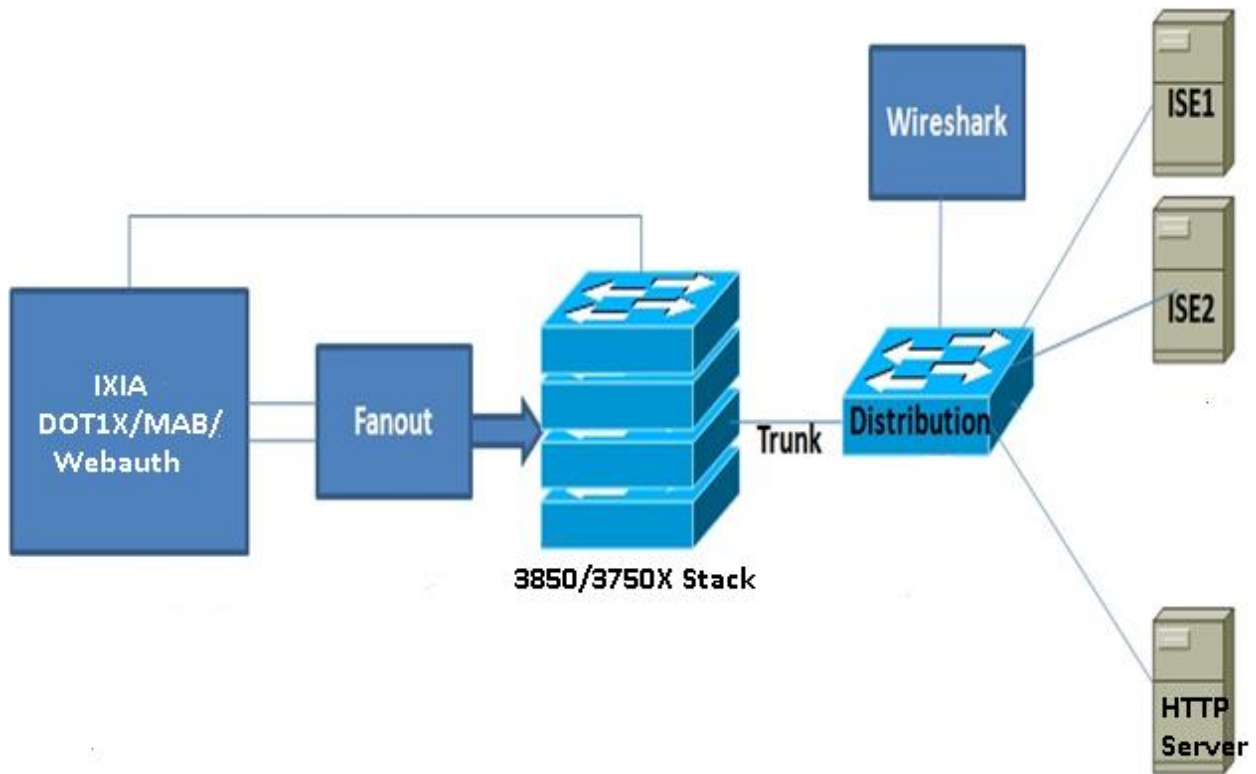 Wireshark
ISE1
ISE2
IXIA
DOT1X/MAB/
Webauth
Fanout
Trunk
Distribution
3850/3750X Stack
HTTP
Server